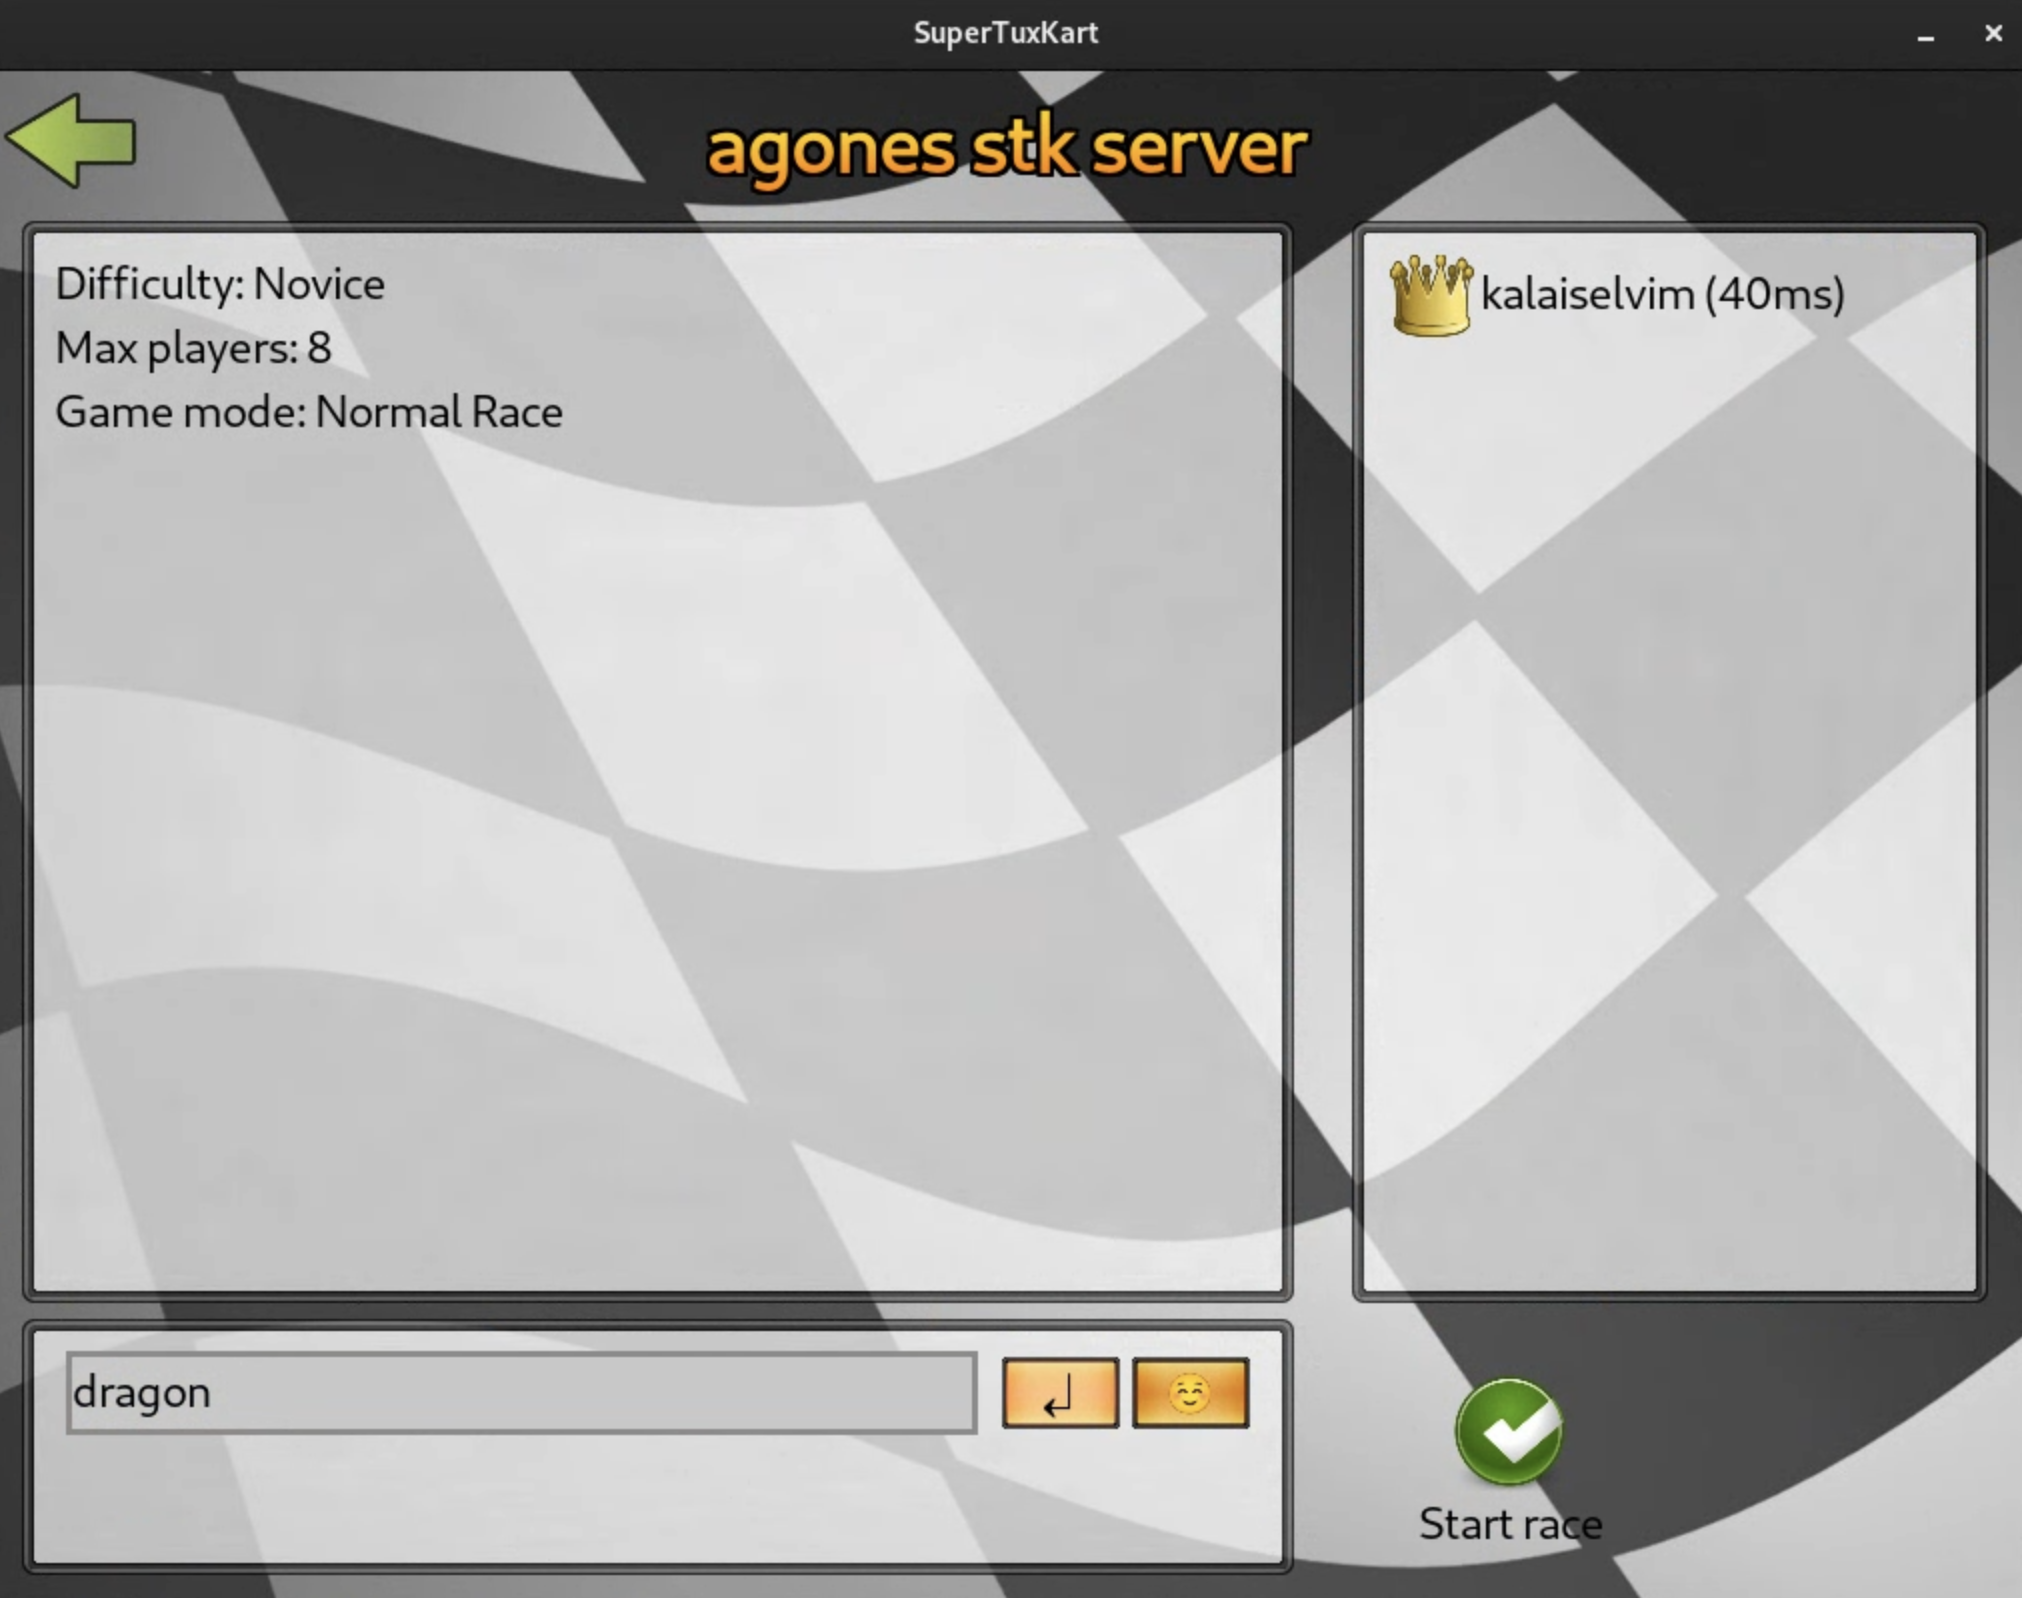 SuperTuxKart
agones stk server
Difficulty: Novice
Max players: 8
Game mode: Normal Race
kalaiselvim (40ms)
dragon
Start race